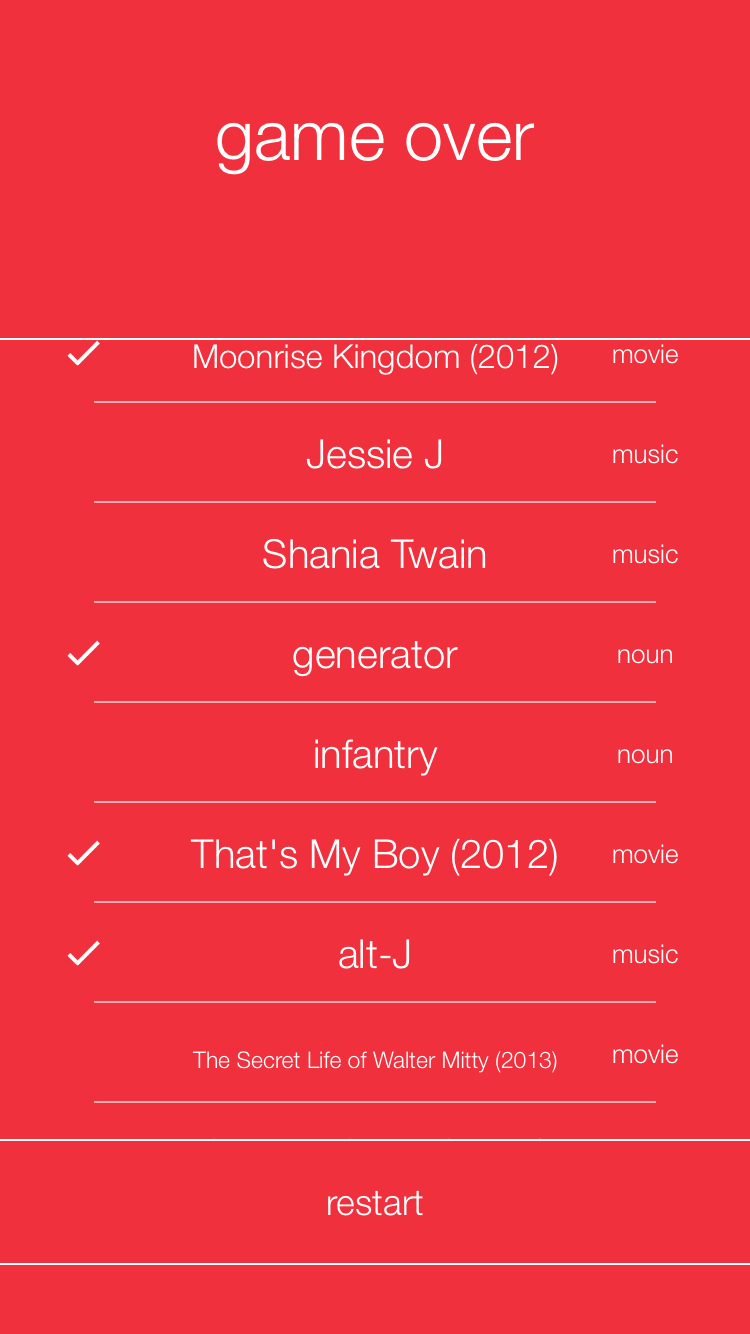 game over
Moonrise Kingdom (2012) movie
Jessie J music
Shania Twain music
generator noun
infantry noun
That's My Boy (2012) movie
alt-J music
The Secret Life of Walter Mitty (2013) movie
restart